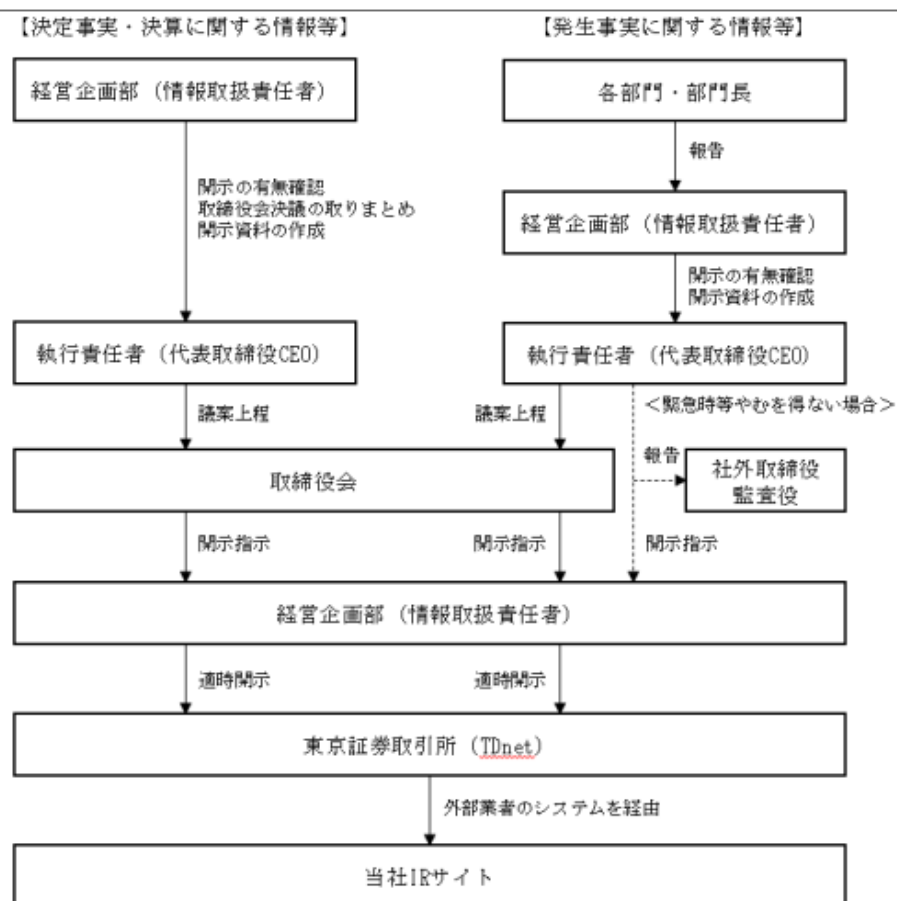 【決定事実・決算に関する情報等】
【発生事実に関する情報等】
経営企画部（情報取扱責任者）
各部門・部門長
報告
開示の有無確認
取締役会決議の取りまとめ
開示資料の作成
経営企画部（情報取扱責任者）
開示の有無確認
開示資料の作成
執行責任者（代表取締役CEO）
執行責任者（代表取締役CEO）
議案上程
議案上程
＜緊急時等やむを得ない場合＞
取締役会
報告
社外取締役
監査役
開示指示
開示指示
開示指示
経営企画部（情報取扱責任者）
適時開示
適時開示
東京証券取引所（TDnet）
外部業者のシステムを経由
当社IRサイト